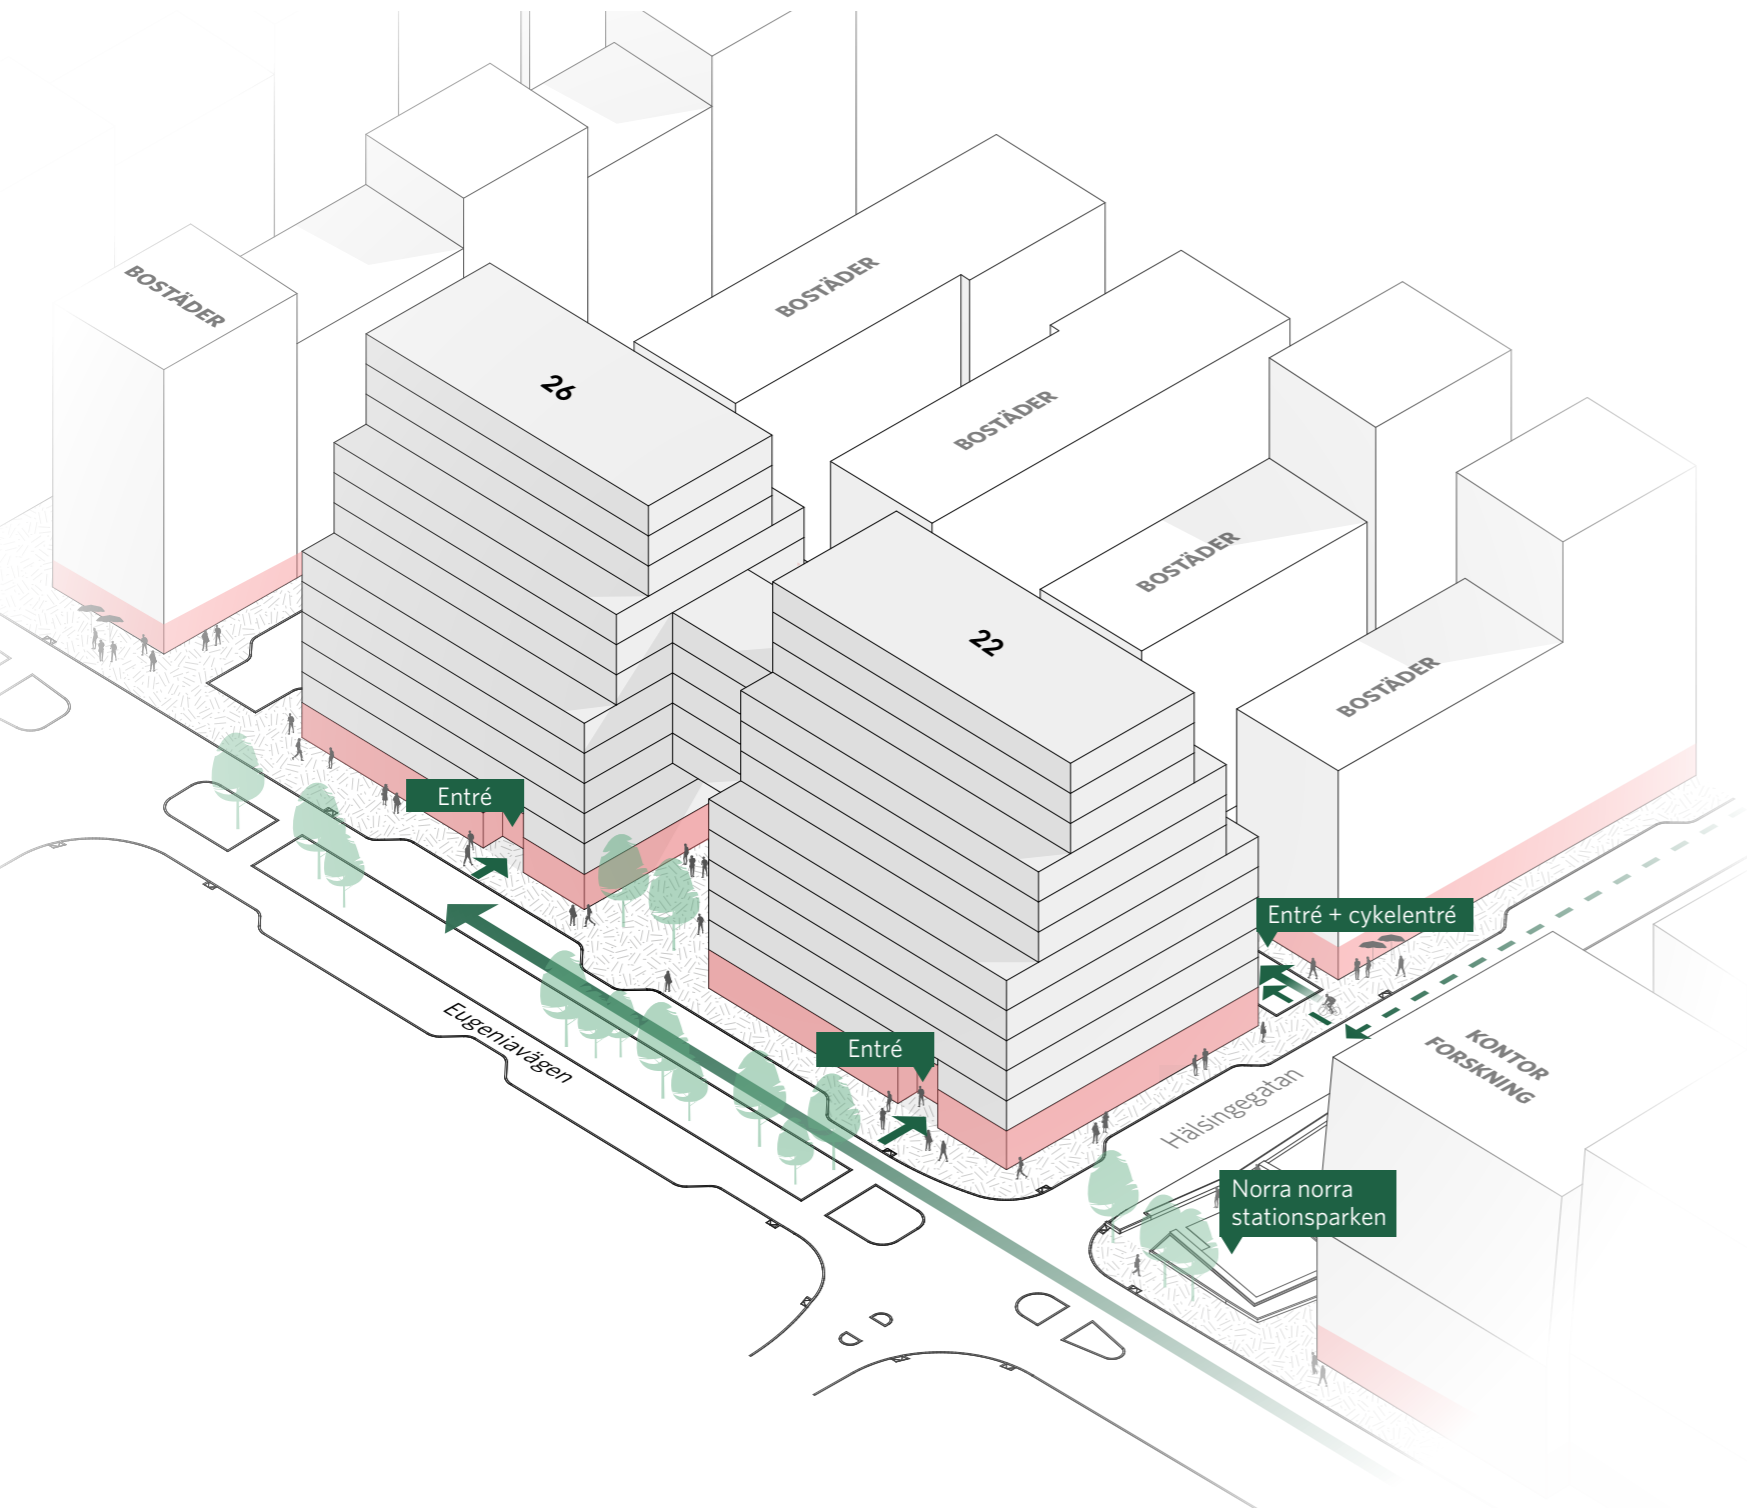 BOSTÄDER
BOSTÄDER
26
BOSTÄDER
BOSTÄDER
22
BOSTÄDER
Entré
Entré + cykelentré
Eugeniavägen
Entré
KONTOR
FORSKNING
Hälsingegatan
Norra norra
stationsparken